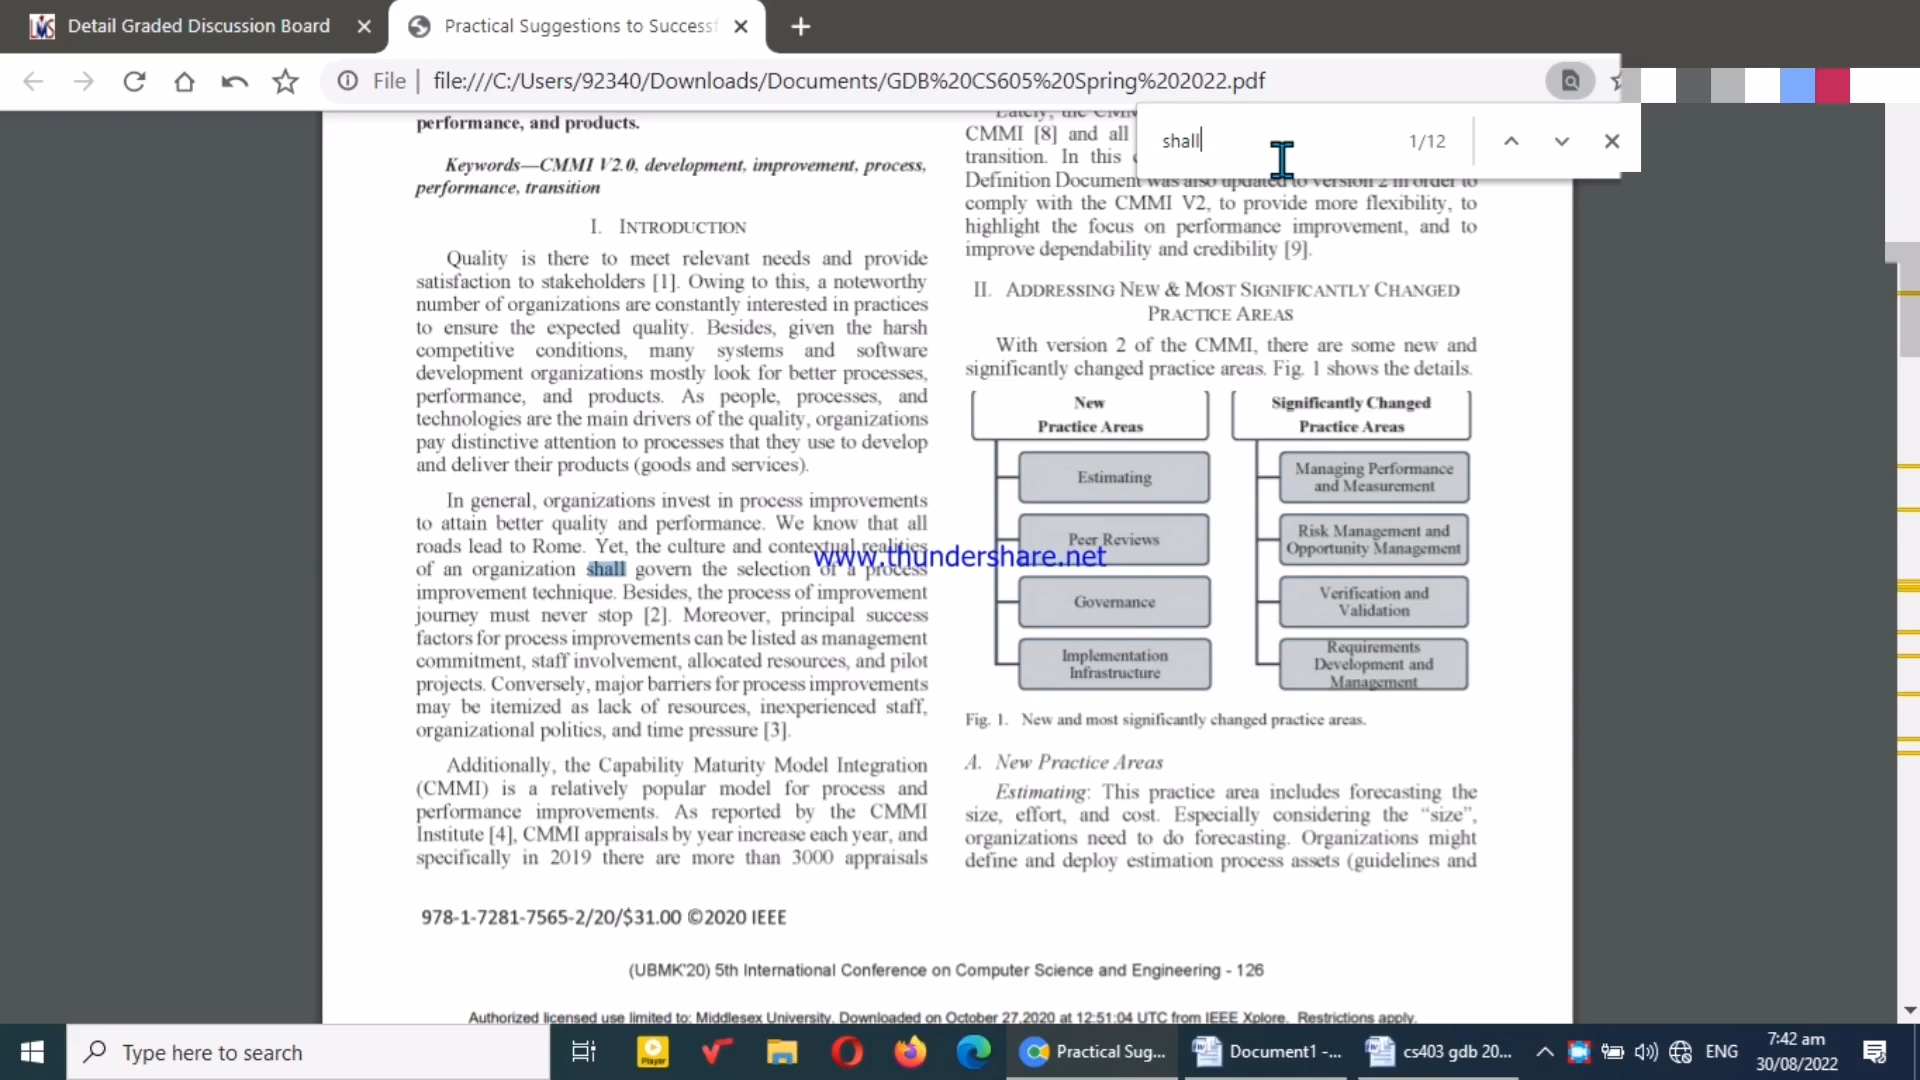 Detail Graded Discussion Board
Practical Suggestions to Successf
File
file:///C:/Users/92340/Downloads/Documents/GDB%20CS605%20Spring%202022.pdf
shall
1/12
performance, and products.
Keywords—CMMI V2.0, development, improvement, process,
performance, transition
I. INTRODUCTION
Quality is there to meet relevant needs and provide
satisfaction to stakeholders [1]. Owing to this, a noteworthy
number of organizations are constantly interested in practices
to ensure the expected quality. Besides, given the harsh
competitive conditions, many systems and software
development organizations mostly look for better processes,
performance, and products. As people, processes, and
technologies are the main drivers of the quality, organizations
pay distinctive attention to processes that they use to develop
and deliver their products (goods and services).
In general, organizations invest in process improvements
to attain better quality and performance. We know that all
roads lead to Rome. Yet, the culture and contextual realities
of an organization shall govern the selection of a process
improvement technique. Besides, the process of improvement
journey must never stop [2]. Moreover, principal success
factors for process improvements can be listed as management
commitment, staff involvement, allocated resources, and pilot
projects. Conversely, major barriers for process improvements
may be itemized as lack of resources, inexperienced staff,
organizational politics, and time pressure [3].
Additionally, the Capability Maturity Model Integration
(CMMI) is a relatively popular model for process and
performance improvements. As reported by the CMMI
Institute [4], CMMI appraisals by year increase each year, and
specifically in 2019 there are more than 3000 appraisals
978-1-7281-7565-2/20/$31.00 ©2020 IEEE
Lately, the CMM
CMMI [8] and all
transition. In this
Definition Document was also updated to version 2 in order to
comply with the CMMI V2, to provide more flexibility, to
highlight the focus on performance improvement, and to
improve dependability and credibility [9].
II. ADDRESSING NEW & MOST SIGNIFICANTLY CHANGED
PRACTICE AREAS
With version 2 of the CMMI, there are some new and
significantly changed practice areas. Fig. 1 shows the details.
New
Practice Areas
Estimating
Peer Reviews
Governance
Implementation
Infrastructure
Significantly Changed
Practice Areas
Managing Performance
and Measurement
Risk Management and
Opportunity Management
Verification and
Validation
Requirements
Development and
Management
www.thundershare.net
Fig. 1. New and most significantly changed practice areas.
A. New Practice Areas
Estimating: This practice area includes forecasting the
size, effort, and cost. Especially considering the “size”,
organizations need to do forecasting. Organizations might
define and deploy estimation process assets (guidelines and
(UBMK'20) 5th International Conference on Computer Science and Engineering - 126
Authorized licensed use limited to: Middlesex University. Downloaded on October 27,2020 at 12:51:04 UTC from IEEE Xplore. Restrictions apply.
Type here to search
Player
Practical Sug...
Document1 -...
cs403 gdb 20...
ENG
7:42 am
30/08/2022